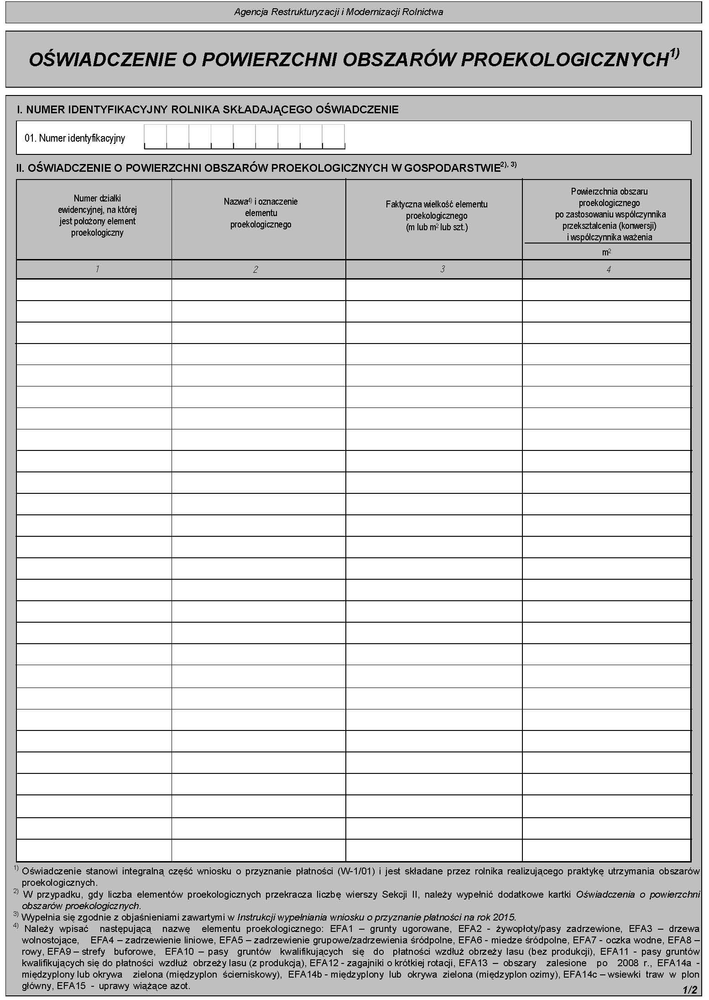 Agencja Restrukturyzacji i Modernizacji Rolnictwa
OŚWIADCZENIE O POWIERZCHNI OBSZARÓW PROEKOLOGICZNYCH1)
I. NUMER IDENTYFIKACYJNY ROLNIKA SKŁADAJĄCEGO OŚWIADCZENIE
01. Numer identyfikacyjny
II. OŚWIADCZENIE O POWIERZCHNI OBSZARÓW PROEKOLOGICZNYCH W GOSPODARSTWIE2), 3)
Numer działki
ewidencyjnej, na której
jest położony element
proekologiczny
Nazwa4) i oznaczenie
elementu
proekologicznego
Faktyczna wielkość elementu
proekologicznego
(m lub m2 lub szt.)
Powierzchnia obszaru
proekologicznego
po zastosowaniu współczynnika
przekształcenia (konwersji)
i współczynnika ważenia
m2
1 2 3 4
1) Oświadczenie stanowi integralną część wniosku o przyznanie płatności (W-1/01) i jest składane przez rolnika realizującego praktykę utrzymania obszarów
proekologicznych.
2) W przypadku, gdy liczba elementów proekologicznych przekracza liczbę wierszy Sekcji II, należy wypełnić dodatkowe kartki Oświadczenia o powierzchni
obszarów proekologicznych.
3) Wypełnia się zgodnie z objaśnieniami zawartymi w Instrukcji wypełniania wniosku o przyznanie płatności na rok 2015.
4) Należy wpisać następującą nazwę elementu proekologicznego: EFA1 – grunty ugorowane, EFA2 - żywopłoty/pasy zadrzewione, EFA3 – drzewa
wolnostojące, EFA4 – zadrzewienie liniowe, EFA5 – zadrzewienie grupowe/zadrzewienia śródpolne, EFA6 - miedze śródpolne, EFA7 - oczka wodne, EFA8 –
rowy, EFA9 – strefy buforowe, EFA10 – pasy gruntów kwalifikujących się do płatności wzdłuż obrzeży lasu (bez produkcji), EFA11 - pasy gruntów
kwalifikujących się do płatności wzdłuż obrzeży lasu (z produkcją), EFA12 - zagajniki o krótkiej rotacji, EFA13 – obszary zalesione po 2008 r., EFA14a -
międzyplony lub okrywa zielona (międzyplon ścierniskowy), EFA14b - międzyplony lub okrywa zielona (międzyplon ozimy), EFA14c – wsiewki traw w plon
główny, EFA15 - uprawy wiążące azot.
1/2